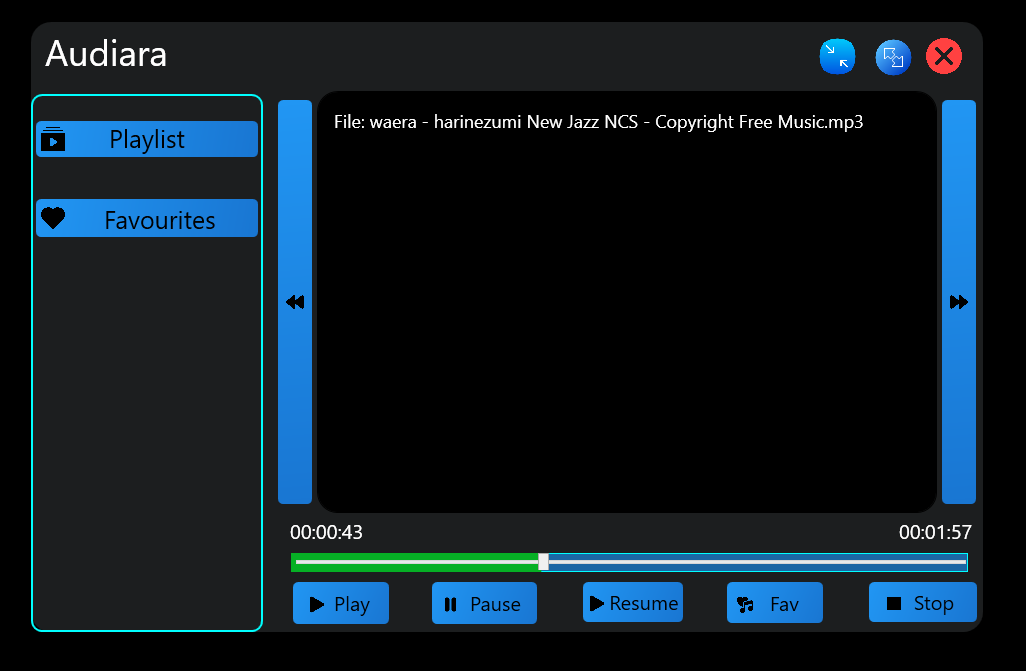 Audiara
Playlist
Favourites
File: waera - harinezumi New Jazz NCS - Copyright Free Music.mp3
00:00:43
00:01:57
Play
Pause
Resume
Fav
Stop